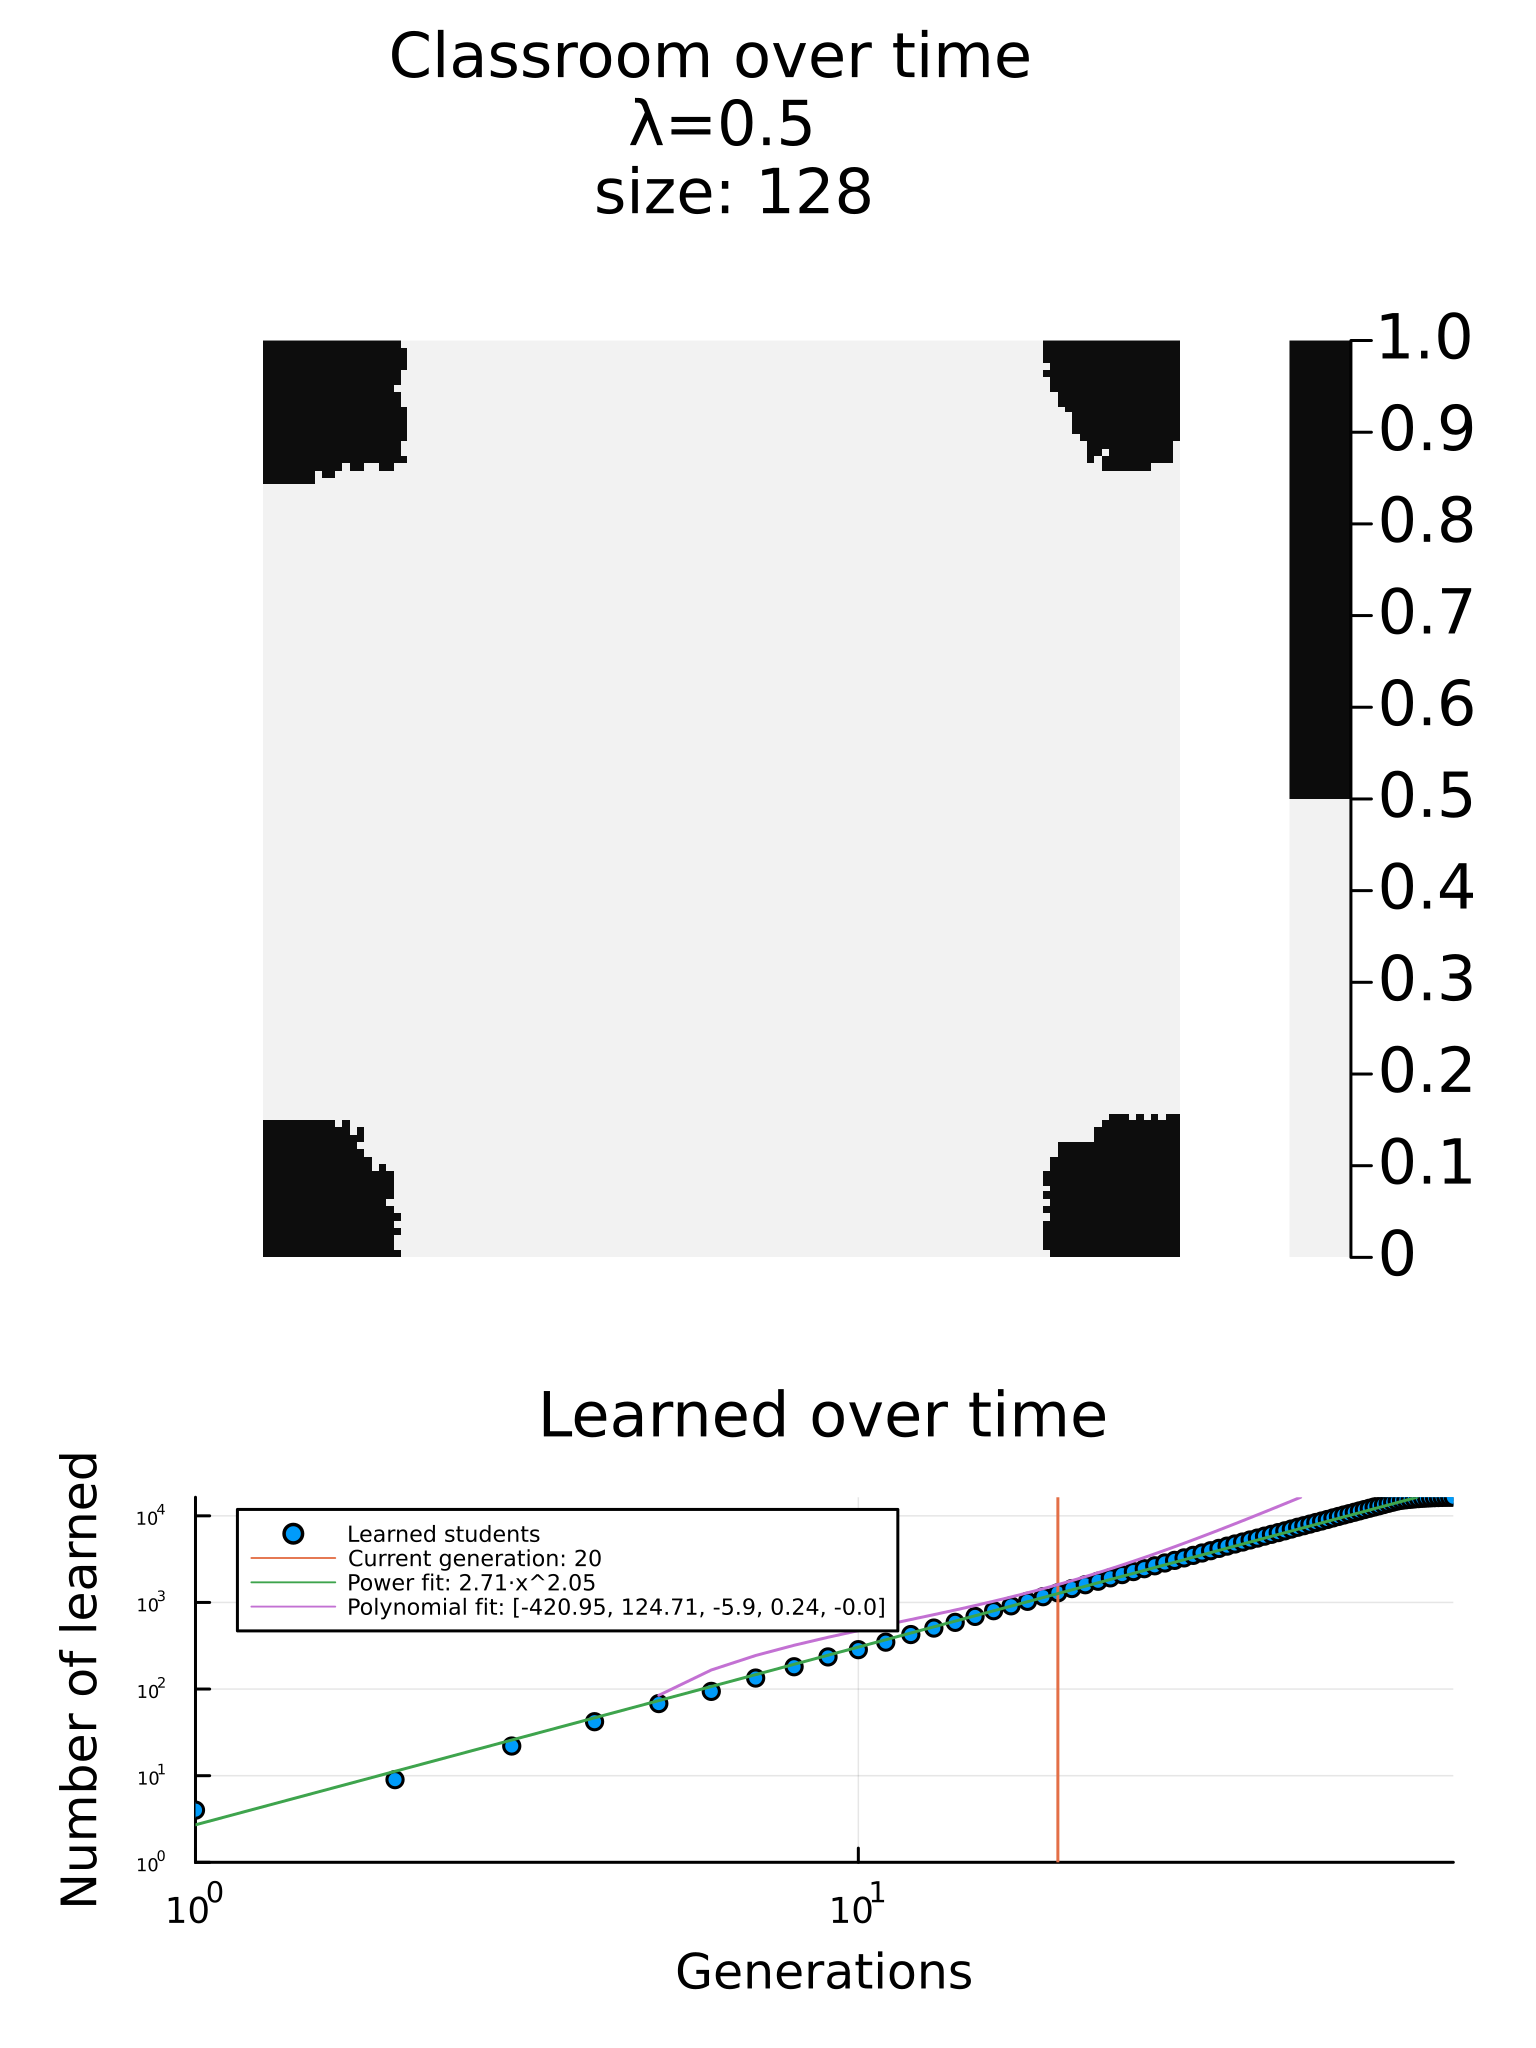 Classroom over time
λ=0.5
size: 128
1.0
0.9
0.8
0.7
0.6
0.5
0.4
0.3
0.2
0.1
0
Learned over time
Number of learned
10^4
10^3
10^2
10^1
10^0
Learned students
Current generation: 20
Power fit: 2.71·x^2.05
Polynomial fit: [-420.95, 124.71, -5.9, 0.24, -0.0]
10^0
10^1
Generations